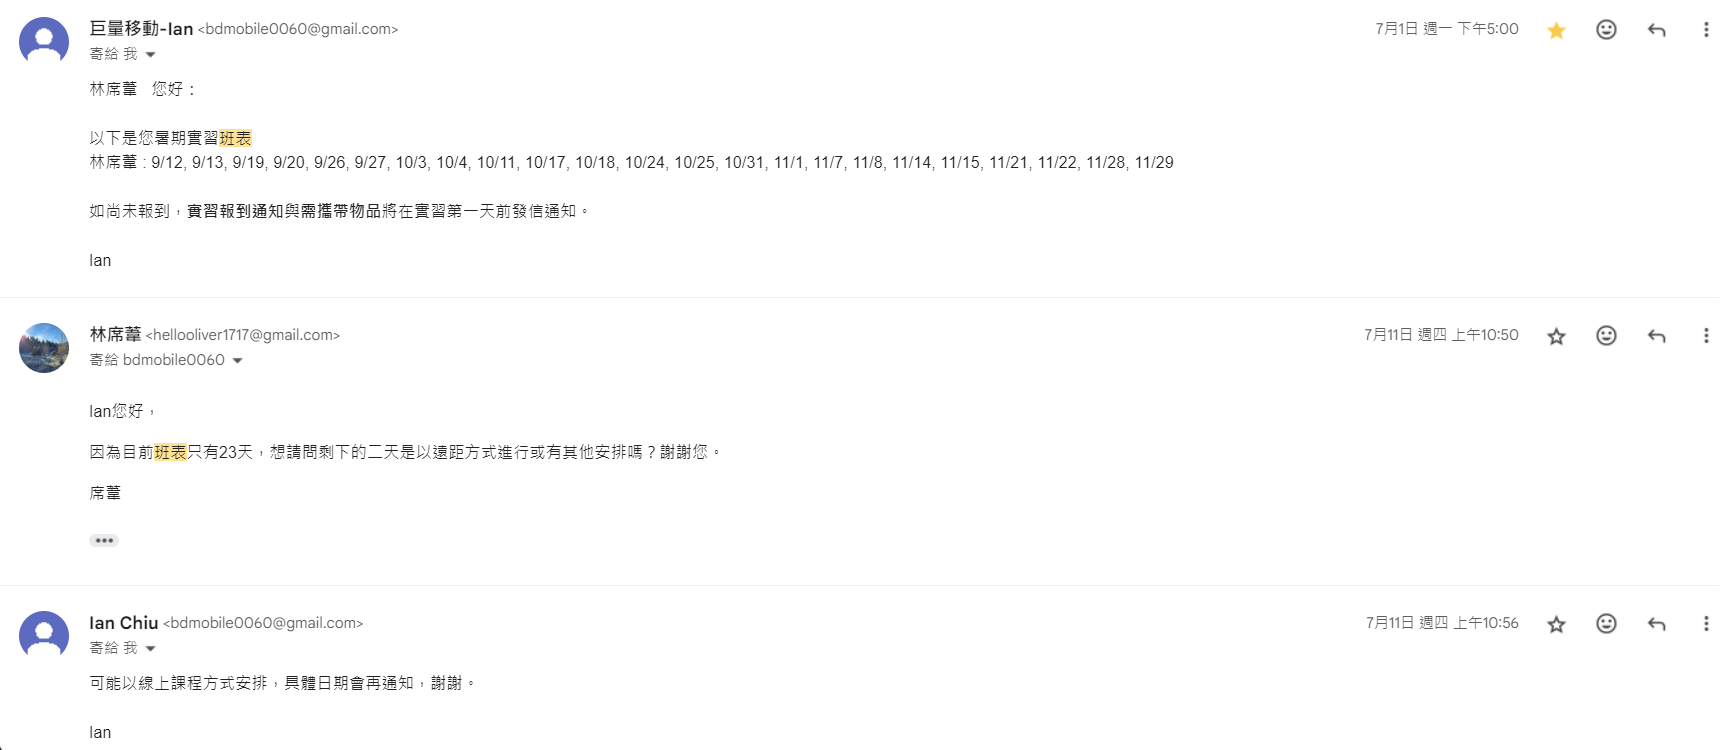 巨量移動-Ian <bdmobile0060@gmail.com> 7月1日 週一 下午5:00
寄給 我
林席葦 您好：
以下是您暑期實習班表
林席葦 : 9/12, 9/13, 9/19, 9/20, 9/26, 9/27, 10/3, 10/4, 10/11, 10/17, 10/18, 10/24, 10/25, 10/31, 11/1, 11/7, 11/8, 11/14, 11/15, 11/21, 11/22, 11/28, 11/29
如尚未報到，實習報到通知與需攜帶物品將在實習第一天前發信通知。
Ian
林席葦 <hellooliver1717@gmail.com> 7月11日 週四 上午10:50
寄給 bdmobile0060
Ian您好，
因為目前班表只有23天，想請問剩下的二天是以遠距方式進行或有其他安排嗎？謝謝您。
席葦
Ian Chiu <bdmobile0060@gmail.com> 7月11日 週四 上午10:56
寄給 我
可能以線上課程方式安排，具體日期會再通知，謝謝。
Ian